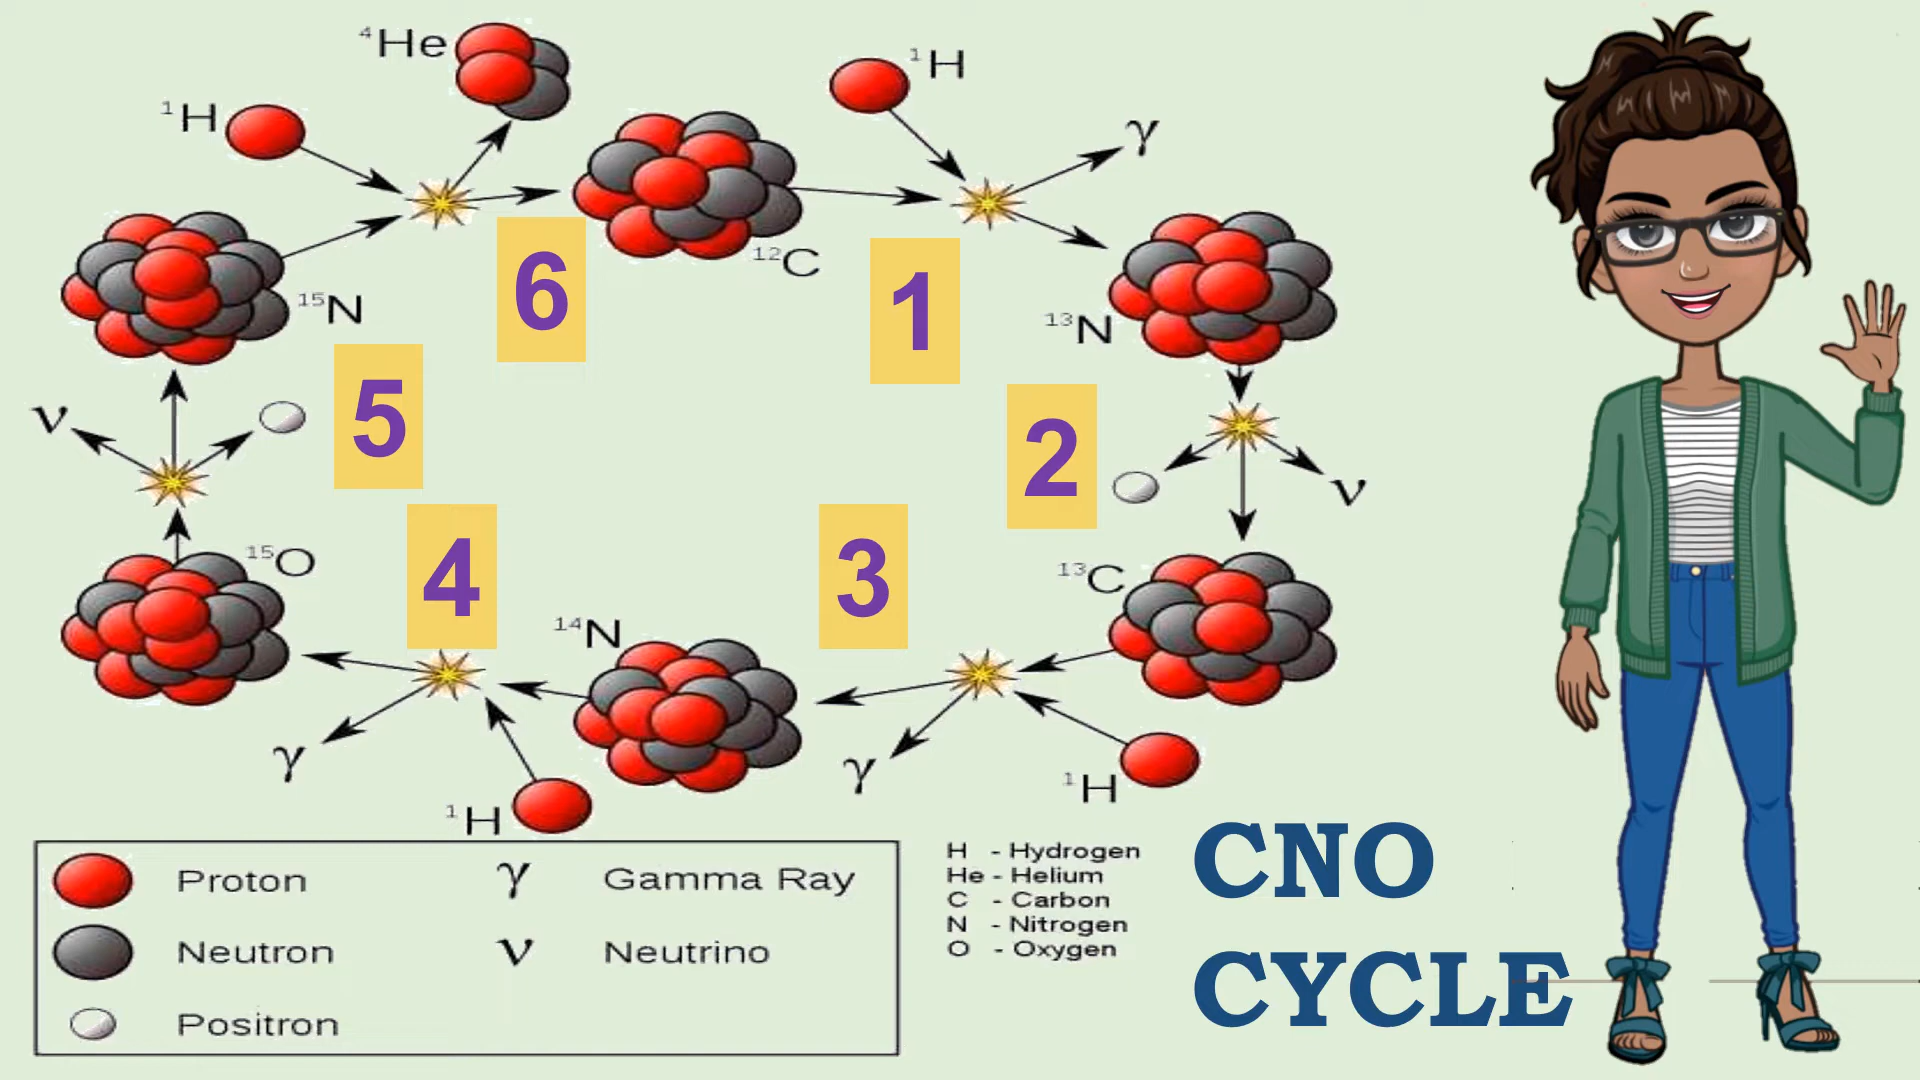 ⁴He
¹H
¹H
γ
¹²C
6
1
¹⁵N
¹³N
5
2
ν
ν
¹⁵O
4
3
¹³C
¹⁴N
γ
γ
¹H
¹H
Proton
γ Gamma Ray
Neutron
ν Neutrino
Positron
H - Hydrogen
He - Helium
C - Carbon
N - Nitrogen
O - Oxygen
CNO
CYCLE